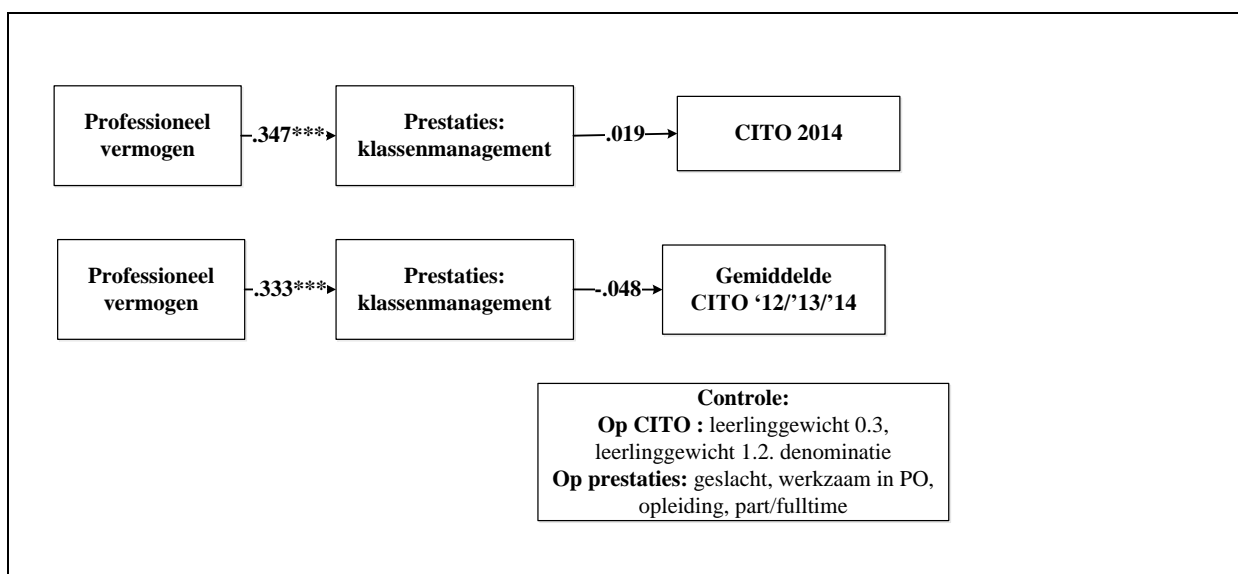 Professioneel
vermogen
.347***
Prestaties:
klassenmanagement
.019
CITO 2014
Professioneel
vermogen
.333***
Prestaties:
klassenmanagement
-.048
Gemiddelde
CITO ‘12/’13/’14
Controle:
Op CITO : leerlinggewicht 0.3,
leerlinggewicht 1.2. denominatie
Op prestaties: geslacht, werkzaam in PO,
opleiding, part/fulltime